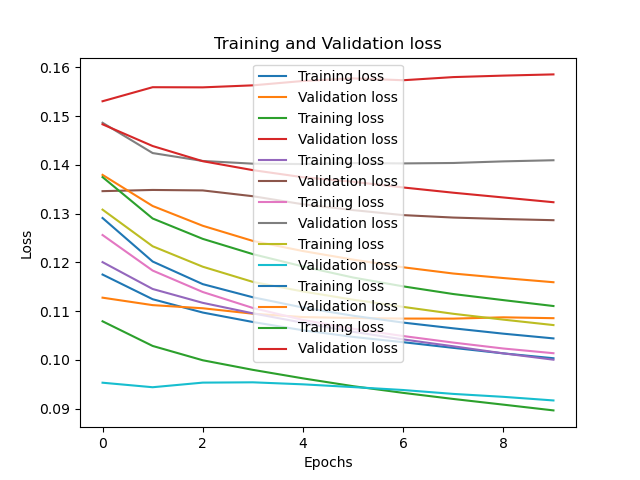 Training and Validation loss
0.16
0.15
0.14
0.13
0.12
0.11
0.10
0.09
Loss
Training loss
Validation loss
Training loss
Validation loss
Training loss
Validation loss
Training loss
Validation loss
Training loss
Validation loss
Training loss
Validation loss
Training loss
Validation loss
0
2
4
6
8
Epochs